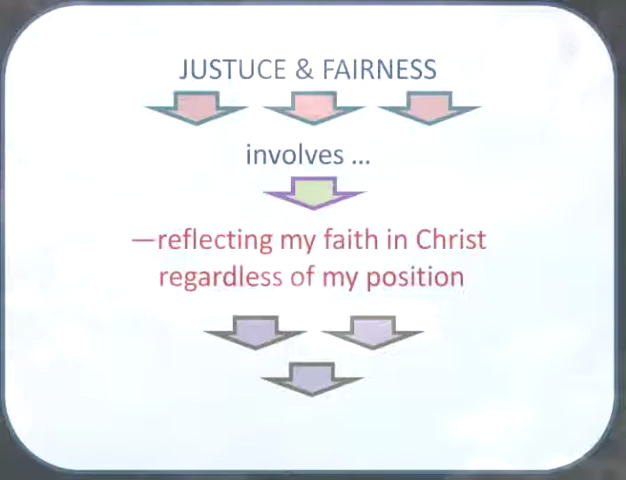 JUSTUCE & FAIRNESS
involves ...
—reflecting my faith in Christ
regardless of my position